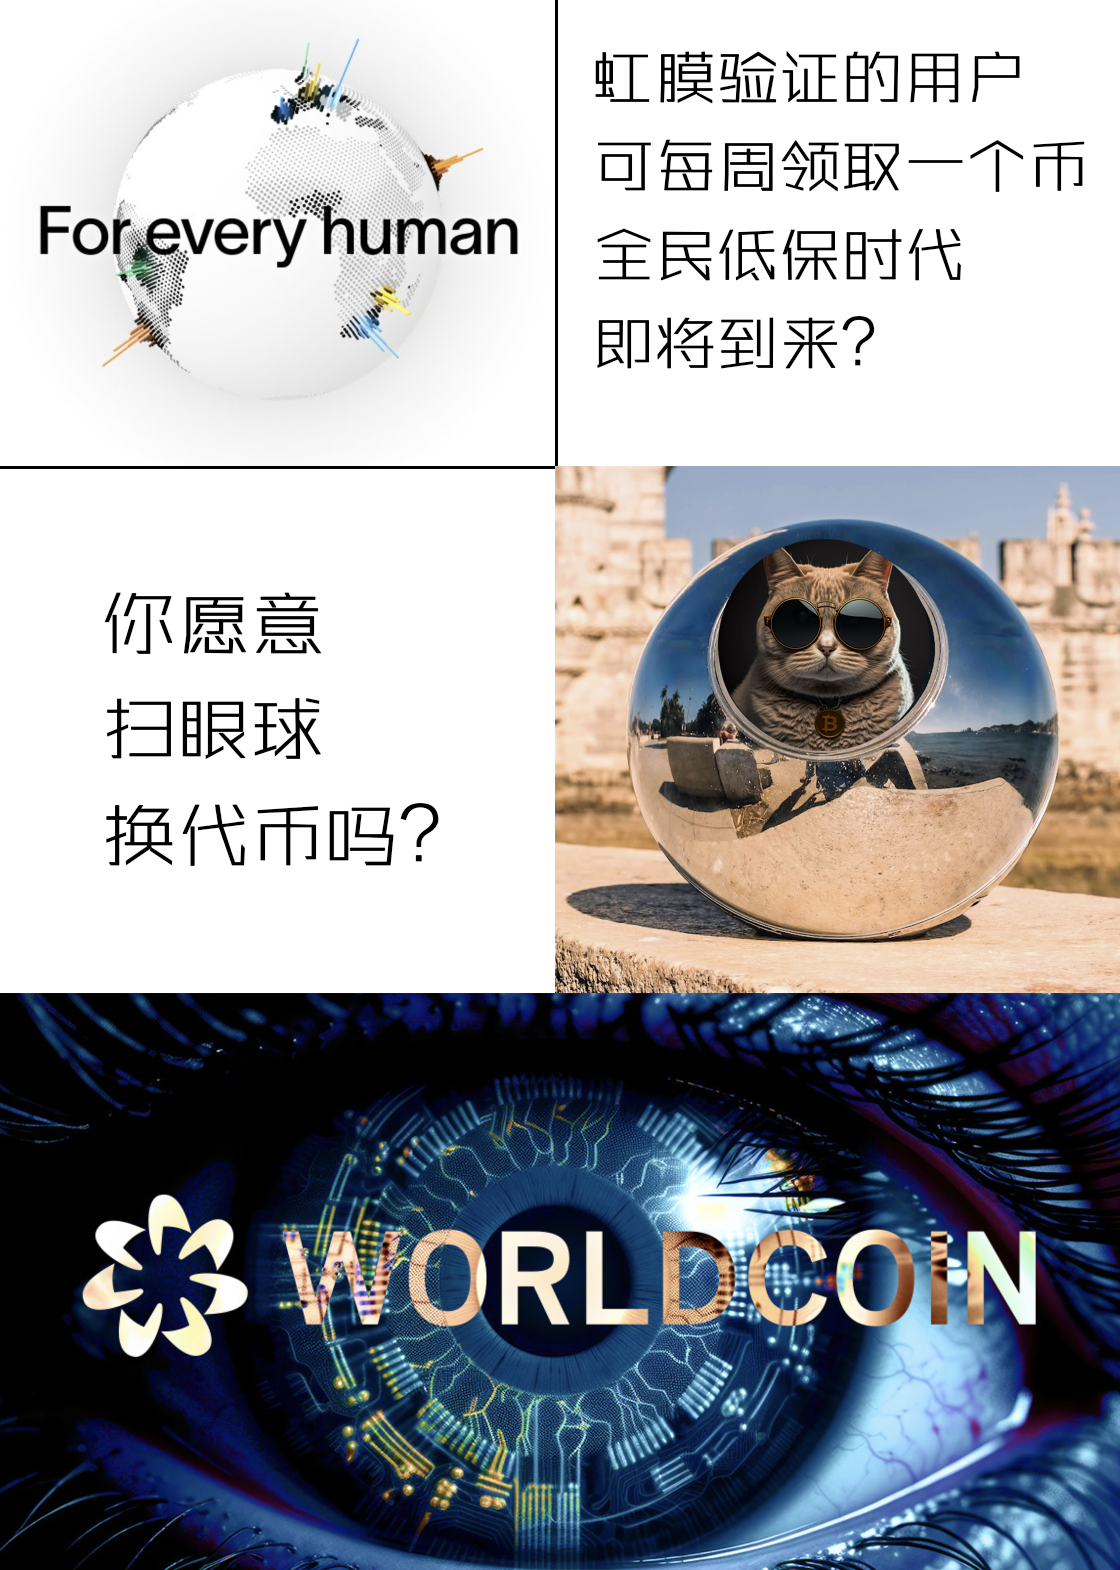 For every human
虹膜验证的用户
可每周领取一个币
全民低保时代
即将到来？
你愿意
扫眼球
换代币吗？
B
WORLDCOIN